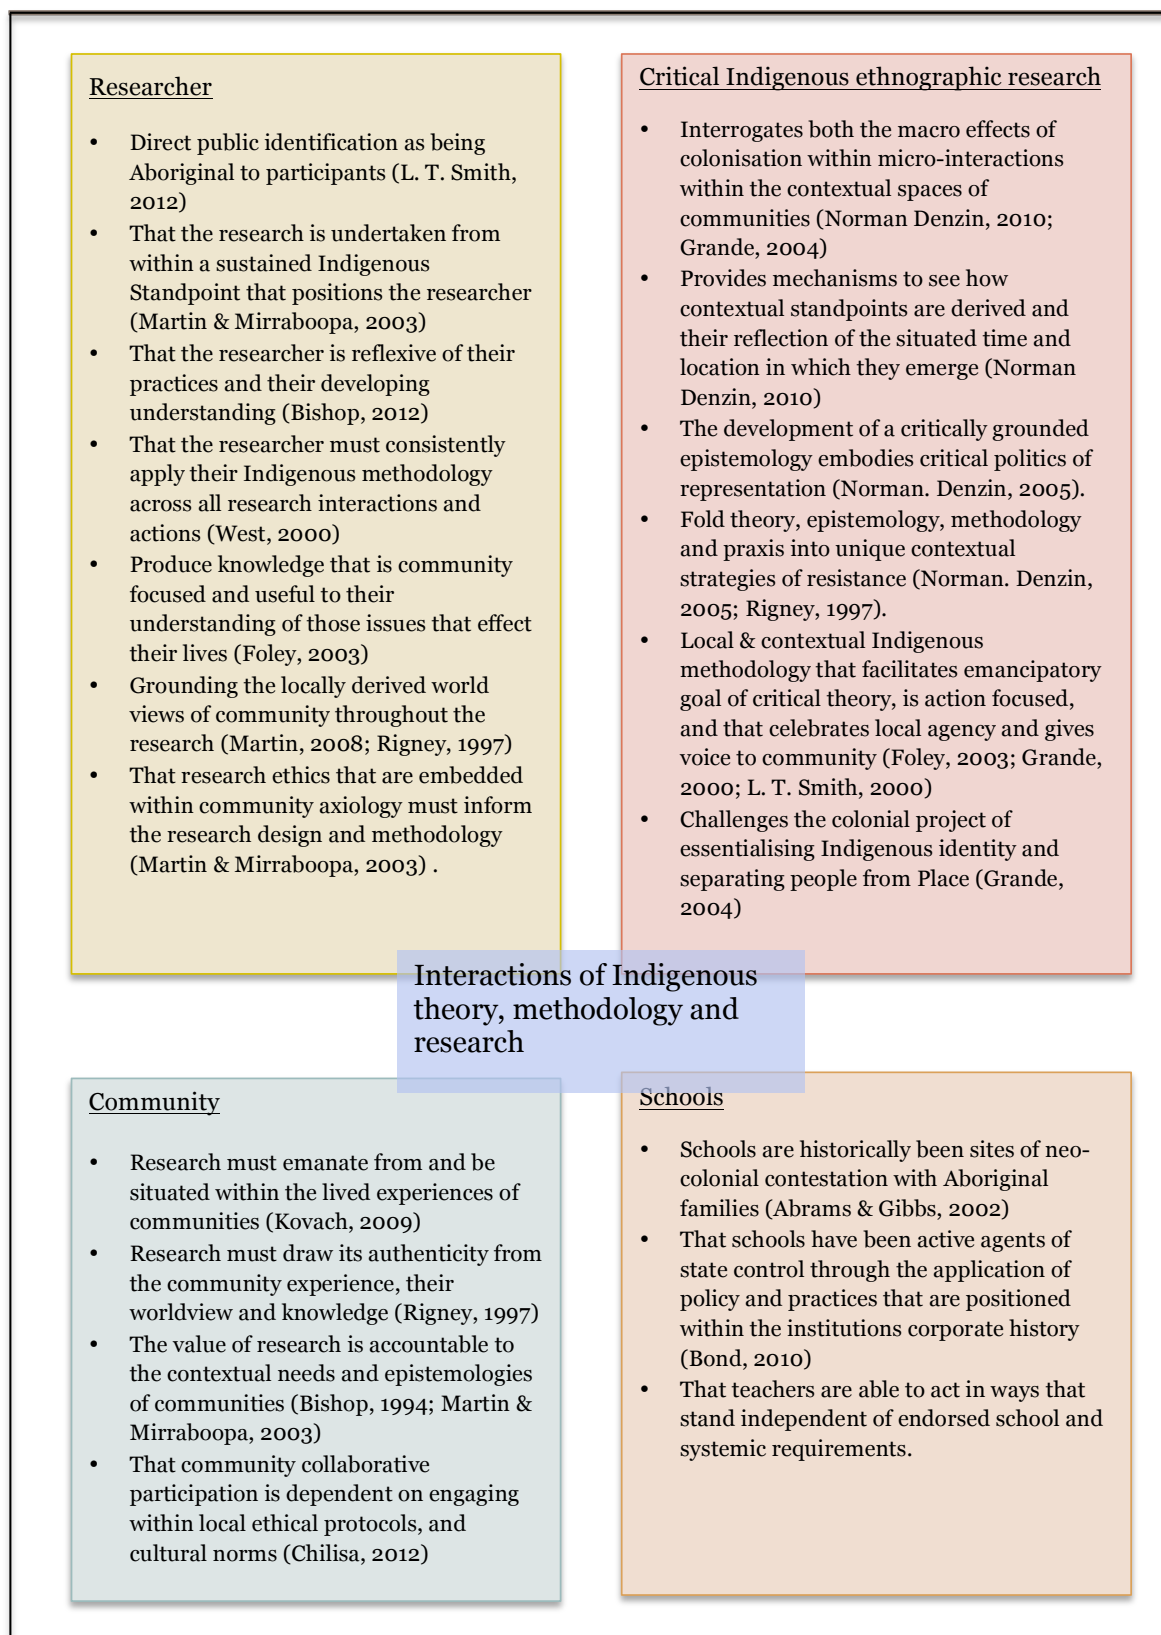 Researcher
• Direct public identification as being
Aboriginal to participants (L. T. Smith,
2012)
• That the research is undertaken from
within a sustained Indigenous
Standpoint that positions the researcher
(Martin & Mirraboopa, 2003)
• That the researcher is reflexive of their
practices and their developing
understanding (Bishop, 2012)
• That the researcher must consistently
apply their Indigenous methodology
across all research interactions and
actions (West, 2000)
• Produce knowledge that is community
focused and useful to their
understanding of those issues that effect
their lives (Foley, 2003)
• Grounding the locally derived world
views of community throughout the
research (Martin, 2008; Rigney, 1997)
• That research ethics that are embedded
within community axiology must inform
the research design and methodology
(Martin & Mirraboopa, 2003) .
Critical Indigenous ethnographic research
• Interrogates both the macro effects of
colonisation within micro-interactions
within the contextual spaces of
communities (Norman Denzin, 2010;
Grande, 2004)
• Provides mechanisms to see how
contextual standpoints are derived and
their reflection of the situated time and
location in which they emerge (Norman
Denzin, 2010)
• The development of a critically grounded
epistemology embodies critical politics of
representation (Norman. Denzin, 2005).
• Fold theory, epistemology, methodology
and praxis into unique contextual
strategies of resistance (Norman. Denzin,
2005; Rigney, 1997).
• Local & contextual Indigenous
methodology that facilitates emancipatory
goal of critical theory, is action focused,
and that celebrates local agency and gives
voice to community (Foley, 2003; Grande,
2000; L. T. Smith, 2000)
• Challenges the colonial project of
essentialising Indigenous identity and
separating people from Place (Grande,
2004)
Interactions of Indigenous
theory, methodology and
research
Community
• Research must emanate from and be
situated within the lived experiences of
communities (Kovach, 2009)
• Research must draw its authenticity from
the community experience, their
worldview and knowledge (Rigney, 1997)
• The value of research is accountable to
the contextual needs and epistemologies
of communities (Bishop, 1994; Martin &
Mirraboopa, 2003)
• That community collaborative
participation is dependent on engaging
within local ethical protocols, and
cultural norms (Chilisa, 2012)
Schools
• Schools are historically been sites of neo-
colonial contestation with Aboriginal
families (Abrams & Gibbs, 2002)
• That schools have been active agents of
state control through the application of
policy and practices that are positioned
within the institutions corporate history
(Bond, 2010)
• That teachers are able to act in ways that
stand independent of endorsed school and
systemic requirements.